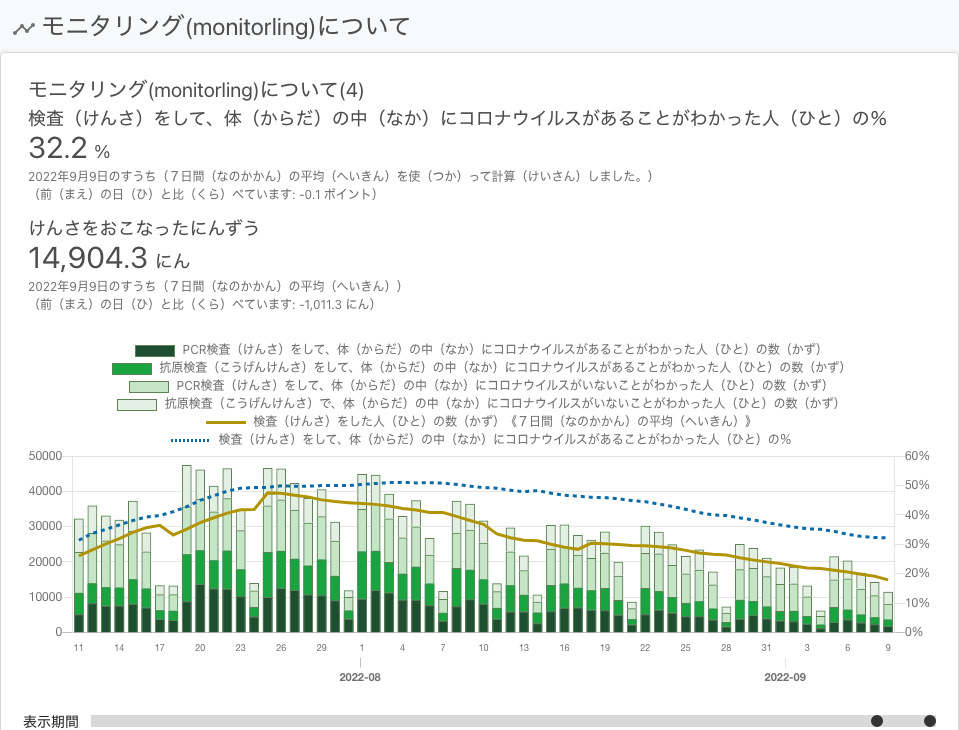 モニタリング(monitorling)について
モニタリング(monitorling)について(4)
検査（けんさ）をして、体（からだ）の中（なか）にコロナウイルスがあることがわかった人（ひと）の%
32.2 %
2022年9月9日のすうち（７日間（なのかかん）の平均（へいきん）を使（つか）って計算（けいさん）しました。）
（前（まえ）の日（ひ）と比（くら）べています: -0.1 ポイント）
けんさをおこなったにんずう
14,904.3 にん
2022年9月9日のすうち（７日間（なのかかん）の平均（へいきん））
（前（まえ）の日（ひ）と比（くら）べています: -1,011.3 にん）
PCR検査（けんさ）をして、体（からだ）の中（なか）にコロナウイルスがあることがわかった人（ひと）の数（かず）
抗原検査（こうげんけんさ）をして、体（からだ）の中（なか）にコロナウイルスがあることがわかった人（ひと）の数（かず）
PCR検査（けんさ）をして、体（からだ）の中（なか）にコロナウイルスがいないことがわかった人（ひと）の数（かず）
抗原検査（こうげんけんさ）で、体（からだ）の中（なか）にコロナウイルスがいないことがわかった人（ひと）の数（かず）
検査（けんさ）をした人（ひと）の数（かず）《７日間（なのかかん）の平均（へいきん）》
検査（けんさ）をして、体（からだ）の中（なか）にコロナウイルスがあることがわかった人（ひと）の%
50000 60%
40000 50%
30000 40%
20000 30%
10000 20%
0 10%
0%
11 14 17 20 23 26 29 1 4 7 10 13 16 19 22 25 28 31 3 6 9
2022-08 2022-09
表示期間